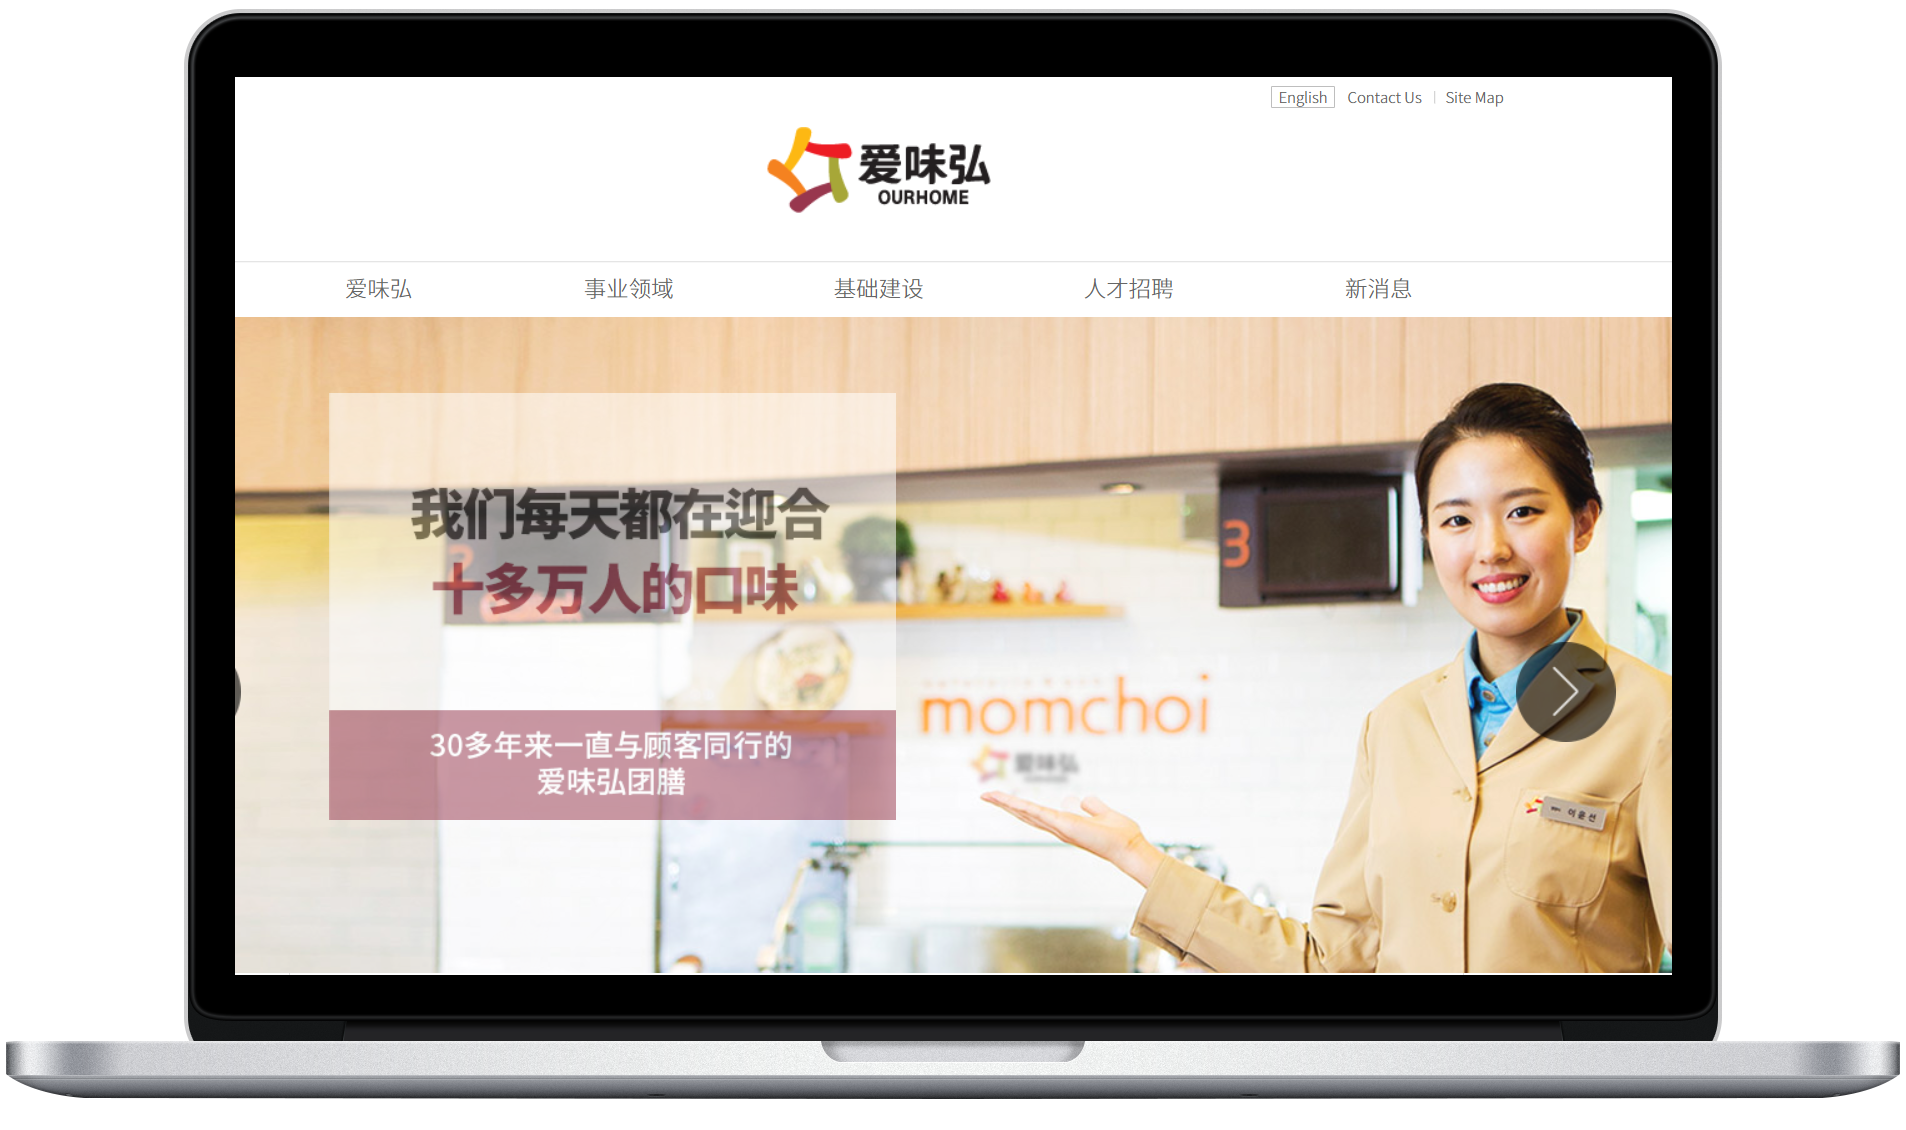 English Contact Us Site Map
爱味弘
OURHOME
爱味弘 事业领域 基础建设 人才招聘 新消息
我们每天都在迎合
十多万人的口味
30多年来一直与顾客同行的
爱味弘团膳
3
3
momchoi
爱味弘
이윤선